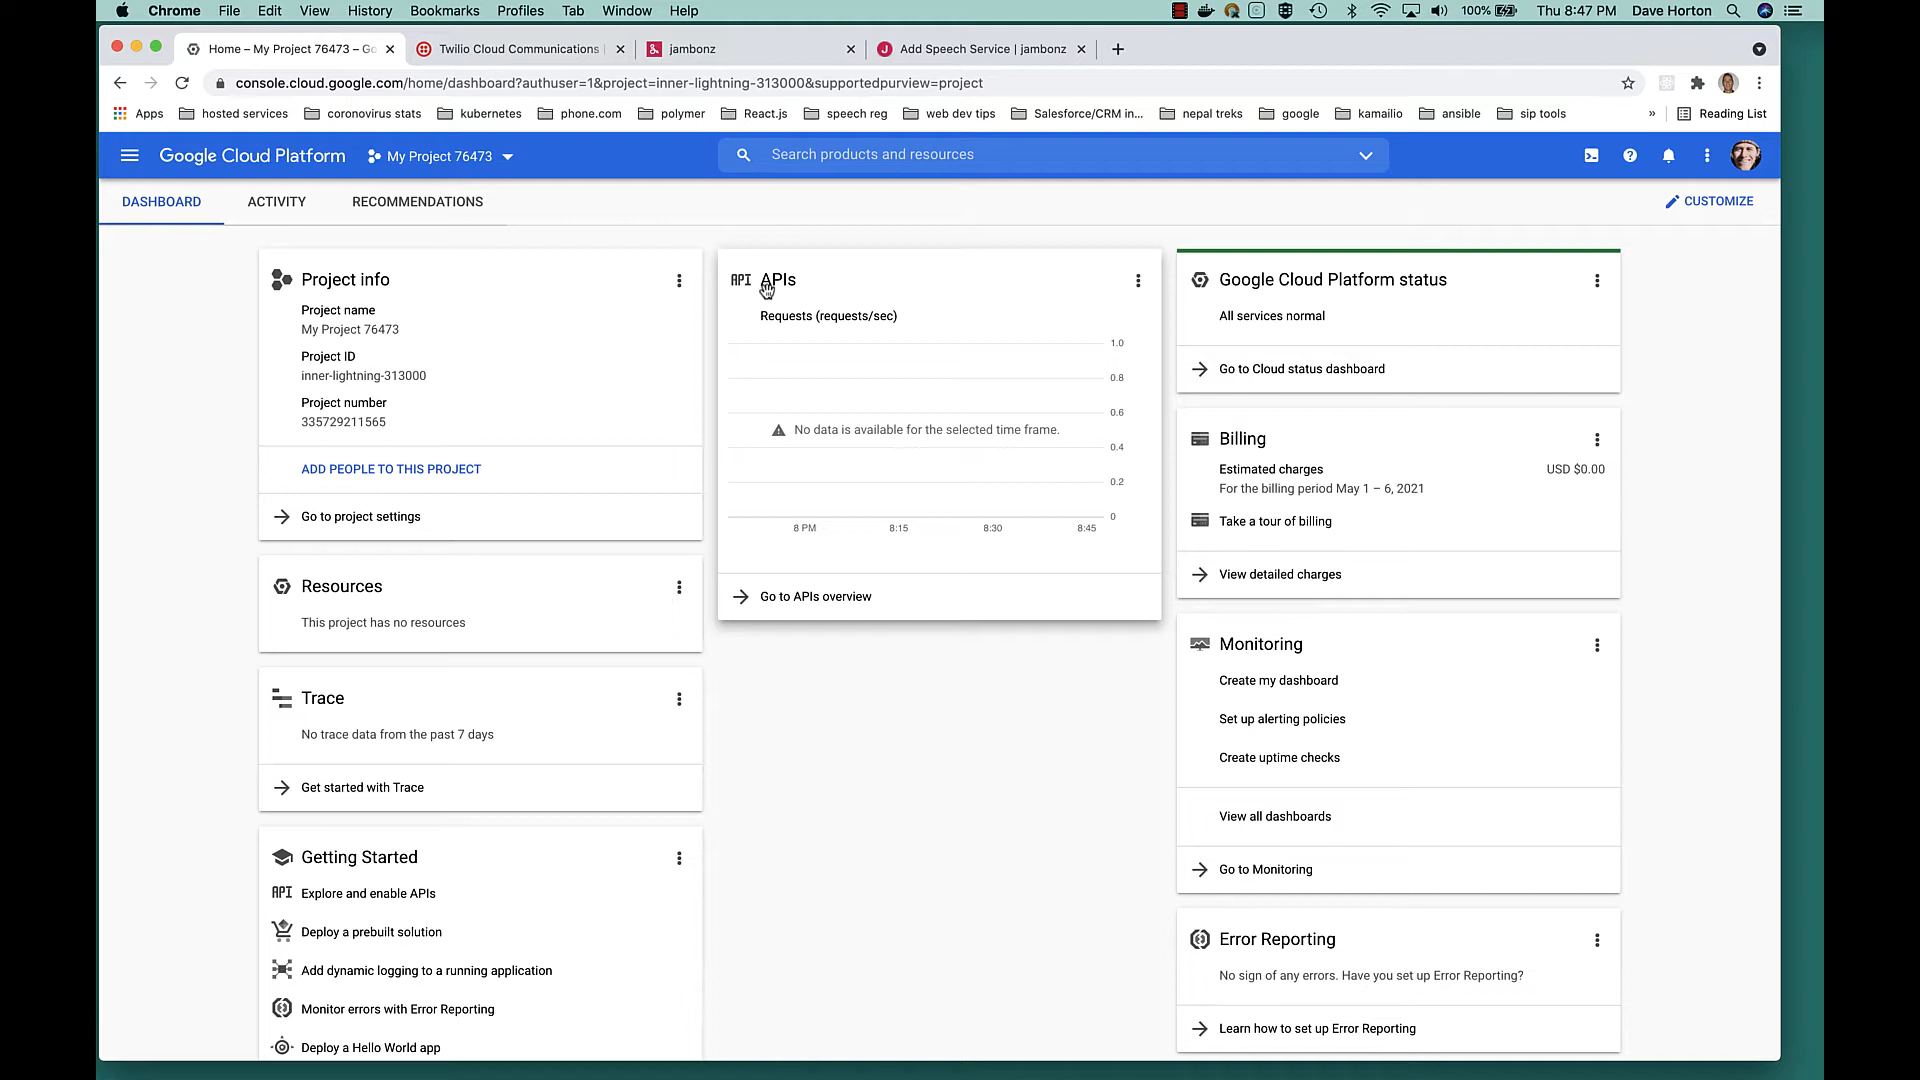 Chrome File Edit View History Bookmarks Profiles Tab Window Help 100% Thu 8:47 PM Dave Horton
Home – My Project 76473 – Go Twilio Cloud Communications jambonz Add Speech Service | jambonz
console.cloud.google.com/home/dashboard?authuser=1&project=inner-lightning-313000&supportedpurview=project
Apps hosted services coronovirus stats kubernetes phone.com polymer React.js speech reg web dev tips Salesforce/CRM in... nepal treks google kamailio ansible sip tools » Reading List
Google Cloud Platform My Project 76473 Search products and resources
DASHBOARD ACTIVITY RECOMMENDATIONS CUSTOMIZE
Project info
Project name
My Project 76473
Project ID
inner-lightning-313000
Project number
335729211565
ADD PEOPLE TO THIS PROJECT
Go to project settings
Resources
This project has no resources
Trace
No trace data from the past 7 days
Get started with Trace
Getting Started
API Explore and enable APIs
Deploy a prebuilt solution
Add dynamic logging to a running application
Monitor errors with Error Reporting
Deploy a Hello World app
API APIs
Requests (requests/sec)
1.0
0.8
0.6
No data is available for the selected time frame.
0.4
0.2
0
8 PM 8:15 8:30 8:45
Go to APIs overview
Google Cloud Platform status
All services normal
Go to Cloud status dashboard
Billing
Estimated charges USD $0.00
For the billing period May 1 – 6, 2021
Take a tour of billing
View detailed charges
Monitoring
Create my dashboard
Set up alerting policies
Create uptime checks
View all dashboards
Go to Monitoring
Error Reporting
No sign of any errors. Have you set up Error Reporting?
Learn how to set up Error Reporting